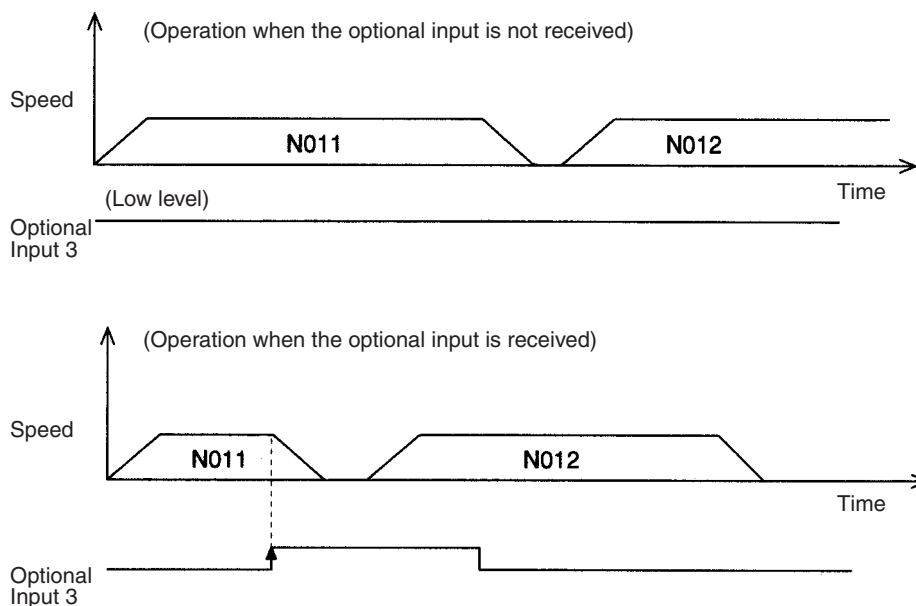 (Operation when the optional input is not received)
Speed
N011
N012
Time
(Low level)
Optional
Input 3
(Operation when the optional input is received)
Speed
N011
N012
Time
Optional
Input 3